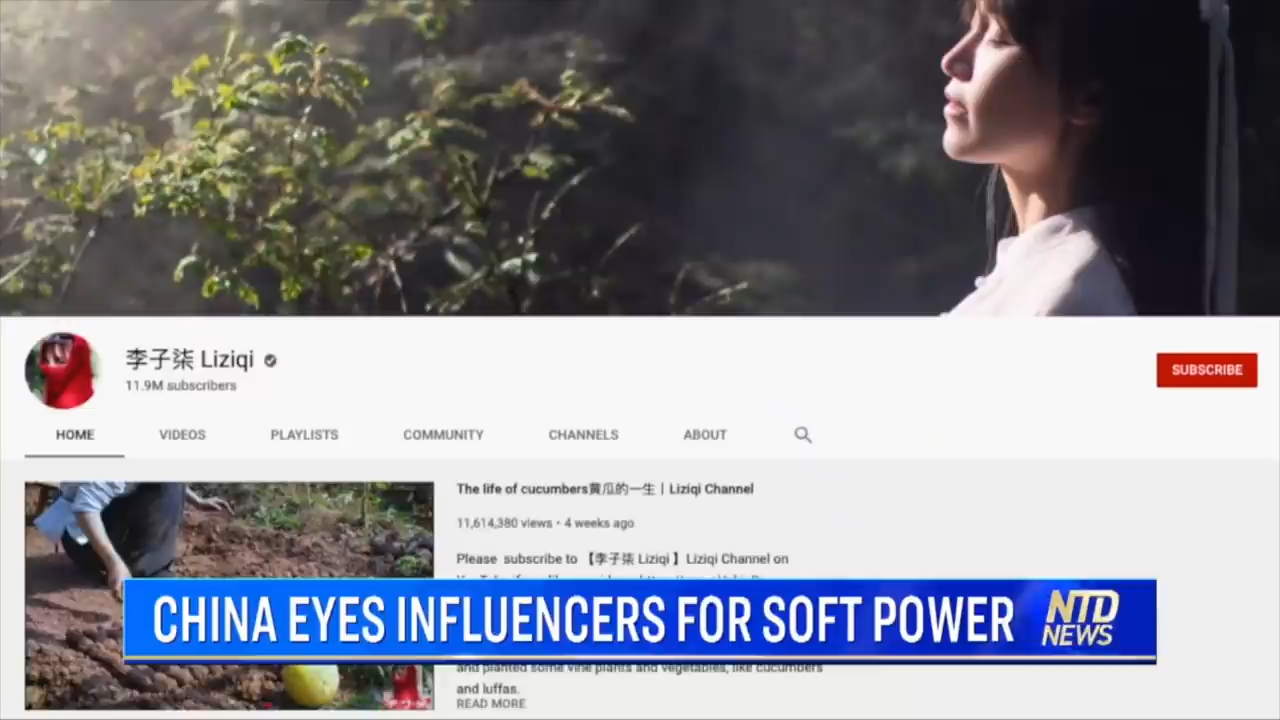 李子柒 Liziqi
11.9M subscribers
SUBSCRIBE
HOME VIDEOS PLAYLISTS COMMUNITY CHANNELS ABOUT
The life of cucumbers黄瓜的一生丨Liziqi Channel
11,614,380 views • 4 weeks ago
Please subscribe to 【李子柒 Liziqi 】Liziqi Channel on
CHINA EYES INFLUENCERS FOR SOFT POWER
NTD
NEWS
and planted some vine plants and vegetables, like cucumbers
and luffas.
READ MORE